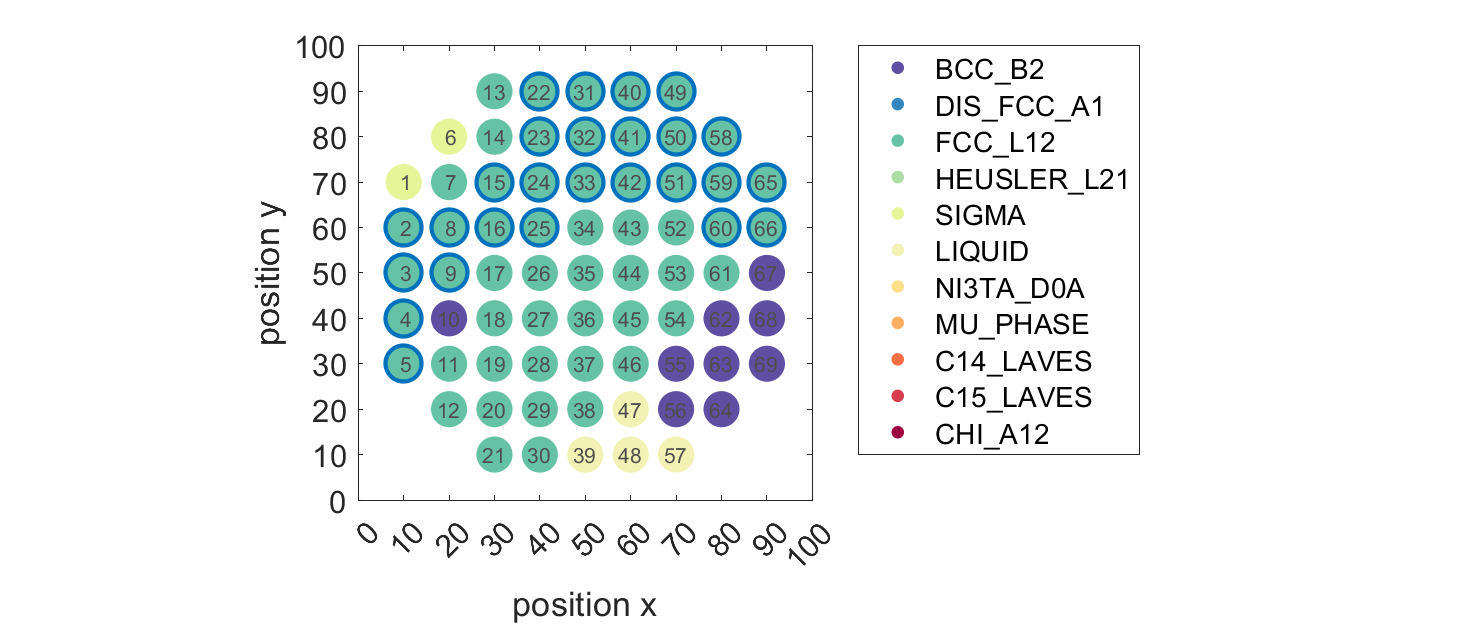 100
90
80
70
60
50
40
30
20
10
0
position y
13 22 31 40 49
6 14 23 32 41 50 58
1 7 15 24 33 42 51 59 65
2 8 16 25 34 43 52 60 66
3 9 17 26 35 44 53 61 67
4 10 18 27 36 45 54 62 68
5 11 19 28 37 46 55 63 69
12 20 29 38 47 56 64
21 30 39 48 57
0 10 20 30 40 50 60 70 80 90 100
position x
BCC_B2
DIS_FCC_A1
FCC_L12
HEUSLER_L21
SIGMA
LIQUID
NI3TA_D0A
MU_PHASE
C14_LAVES
C15_LAVES
CHI_A12